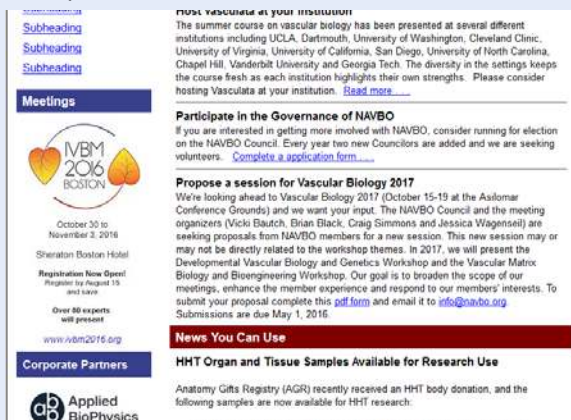 Subheading
Subheading
Subheading
Subheading
Meetings
IVBM
2016
BOSTON
October 30 to
November 3, 2016
Sheraton Boston Hotel
Registration Now Open!
Register by August 15
and save
Over 80 experts
will present
www.ivbm2016.org
Corporate Partners
Applied
BioPhysics
Host Vasculata at your Institution
The summer course on vascular biology has been presented at several different
institutions including UCLA, Dartmouth, University of Washington, Cleveland Clinic,
University of Virginia, University of California, San Diego, University of North Carolina,
Chapel Hill, Vanderbilt University and Georgia Tech. The diversity in the settings keeps
the course fresh as each institution highlights their own strengths. Please consider
hosting Vasculata at your institution. Read more . . .
Participate in the Governance of NAVBO
If you are interested in getting more involved with NAVBO, consider running for election
on the NAVBO Council. Every year two new Councilors are added and we are seeking
volunteers. Complete a application form . . . .
Propose a session for Vascular Biology 2017
We're looking ahead to Vascular Biology 2017 (October 15-19 at the Asilomar
Conference Grounds) and we want your input. The NAVBO Council and the meeting
organizers (Vicki Bautch, Brian Black, Craig Simmons and Jessica Wagenseil) are
seeking proposals from NAVBO members for a new session. This new session may or
may not be directly related to the workshop themes. In 2017, we will present the
Developmental Vascular Biology and Genetics Workshop and the Vascular Matrix
Biology and Bioengineering Workshop. Our goal is to broaden the scope of our
meetings, enhance the member experience and respond to our members' interests. To
submit your proposal complete this pdf form and email it to info@navbo.org.
Submissions are due May 1, 2016.
News You Can Use
HHT Organ and Tissue Samples Available for Research Use
Anatomy Gifts Registry (AGR) recently received an HHT body donation, and the
following samples are now available for HHT research: